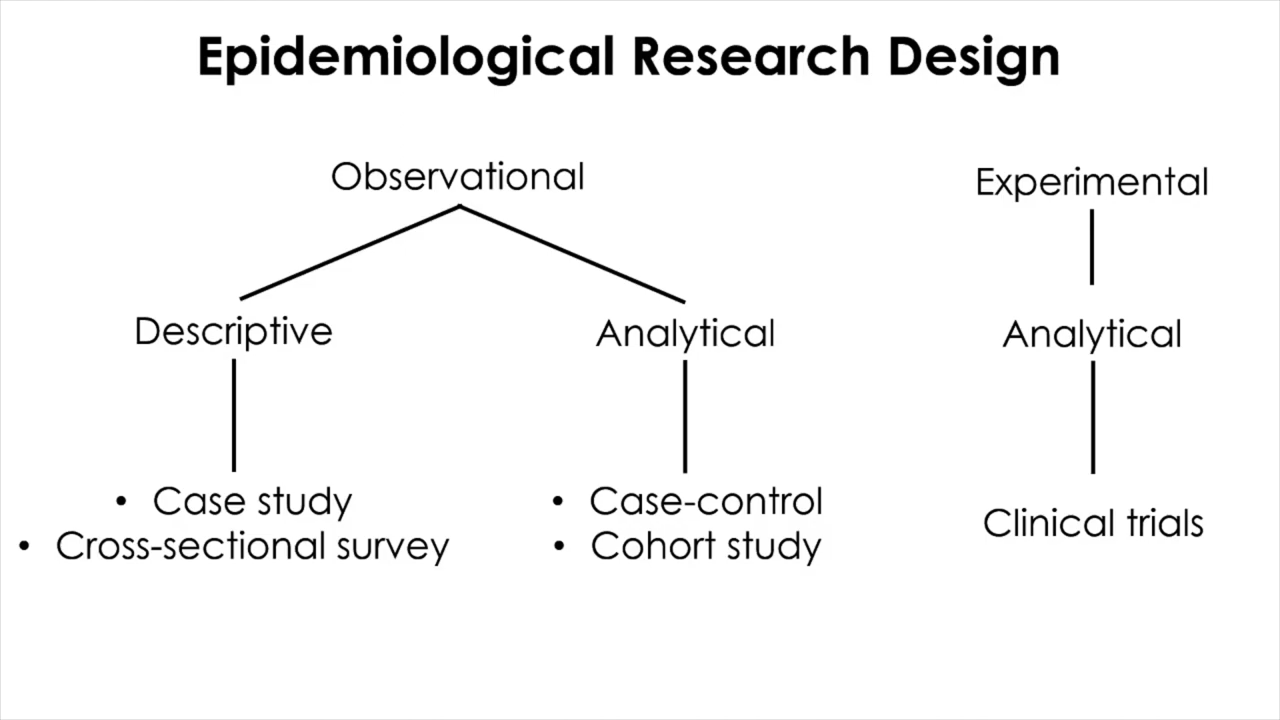 Epidemiological Research Design
Observational
Experimental
Descriptive
Analytical
Analytical
• Case study
• Cross-sectional survey
• Case-control
• Cohort study
Clinical trials